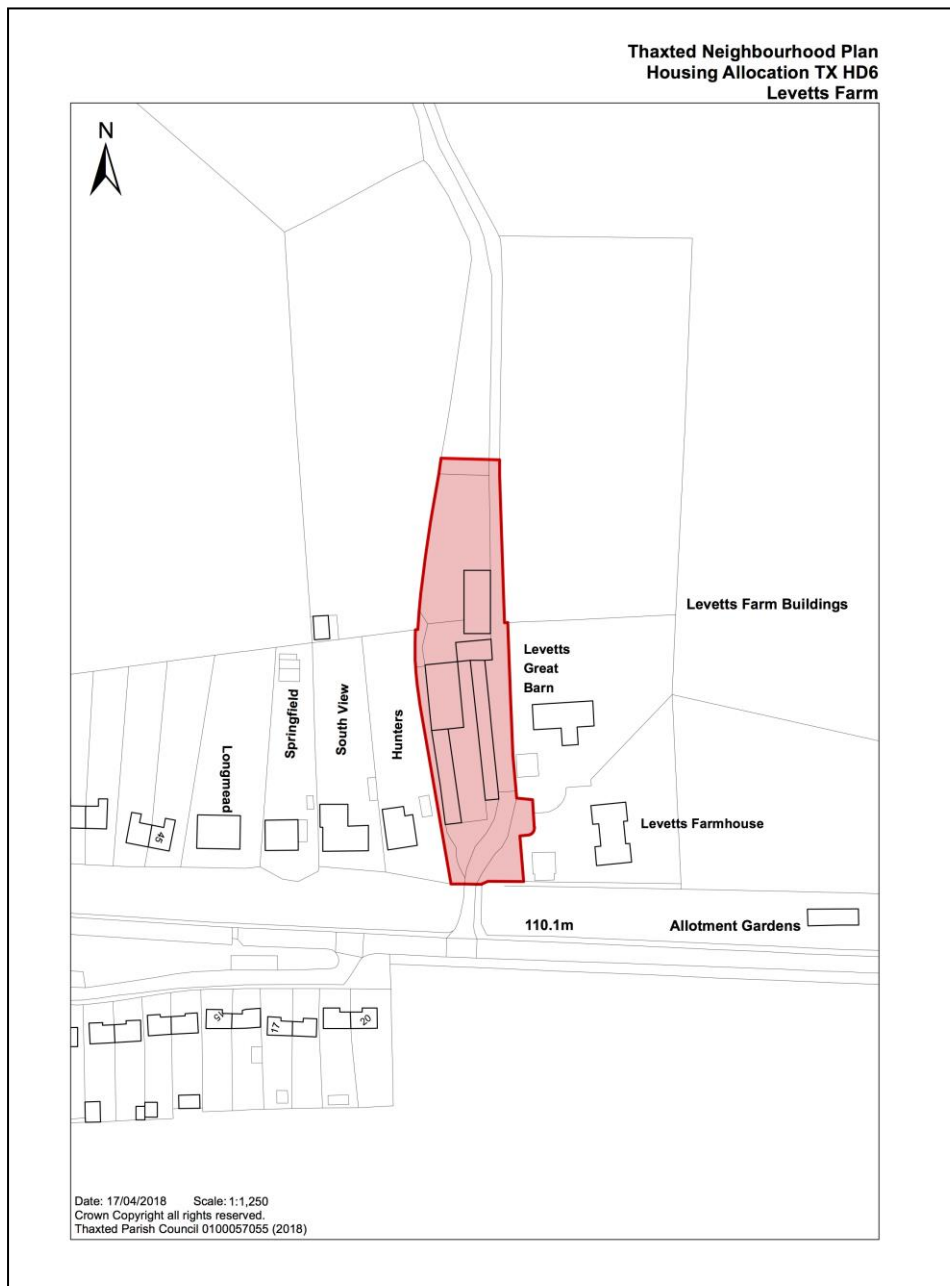 Thaxted Neighbourhood Plan
Housing Allocation TX HD6
Levetts Farm
N
Levetts Farm Buildings
Levetts
Great
Barn
Springfield
South View
Hunters
Longmead
45
Levetts Farmhouse
110.1m
Allotment Gardens
15
17
20
Date: 17/04/2018 Scale: 1:1,250
Crown Copyright all rights reserved.
Thaxted Parish Council 0100057055 (2018)